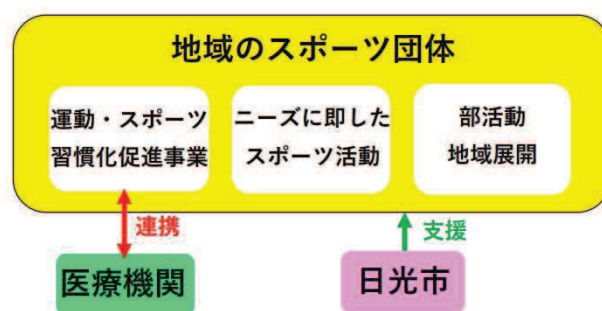 地域のスポーツ団体
運動・スポーツ
習慣化促進事業
ニーズに即した
スポーツ活動
部活動
地域展開
連携
支援
医療機関
日光市